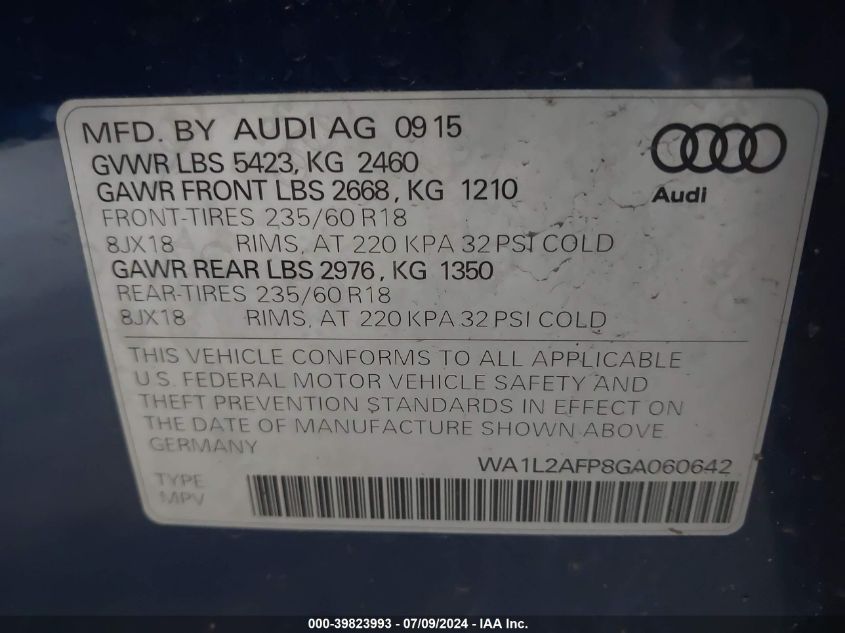 MFD. BY AUDI AG 09 15
GVWR LBS 5423, KG 2460
GAWR FRONT LBS 2668, KG 1210
FRONT-TIRES 235/60 R18
8JX18 RIMS, AT 220 KPA 32 PSI COLD
GAWR REAR LBS 2976, KG 1350
REAR-TIRES 235/60 R18
8JX18 RIMS, AT 220 KPA 32 PSI COLD
Audi
THIS VEHICLE CONFORMS TO ALL APPLICABLE
U.S. FEDERAL MOTOR VEHICLE SAFETY AND
THEFT PREVENTION STANDARDS IN EFFECT ON
THE DATE OF MANUFACTURE SHOWN ABOVE
GERMANY
WA1L2AFP8GA060642
TYPE
MPV
000-39823993 - 07/09/2024 - IAA Inc.